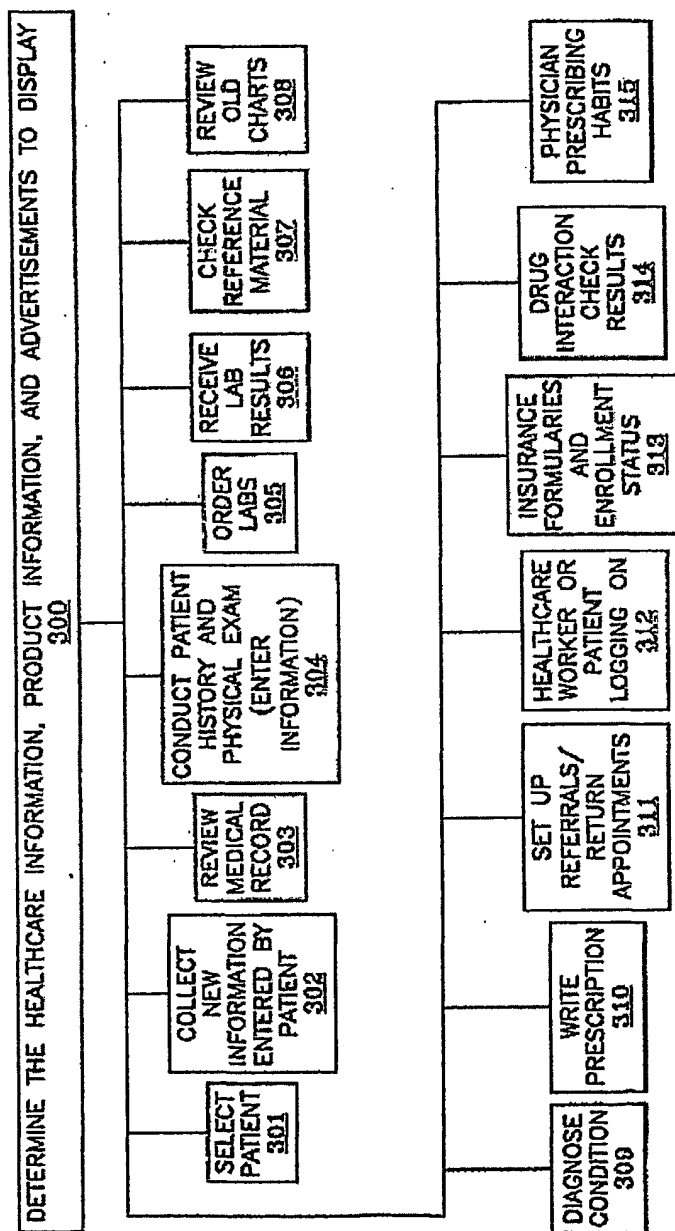 DETERMINE THE HEALTHCARE INFORMATION, PRODUCT INFORMATION, AND ADVERTISEMENTS TO DISPLAY
300
SELECT
PATIENT
301
COLLECT
NEW
INFORMATION
ENTERED BY
PATIENT
302
REVIEW
MEDICAL
RECORD
303
CONDUCT PATIENT
HISTORY AND
PHYSICAL EXAM
(ENTER
INFORMATION)
304
ORDER
LABS
305
RECEIVE
LAB
RESULTS
306
CHECK
REFERENCE
MATERIAL
307
REVIEW
OLD
CHARTS
308
DIAGNOSE
CONDITION
309
WRITE
PRESCRIPTION
310
SET UP
REFERRALS/
RETURN
APPOINTMENTS
311
HEALTHCARE
WORKER OR
PATIENT
LOGGING ON
312
INSURANCE
FORMULARIES
AND
ENROLLMENT
STATUS
313
DRUG
INTERACTION
CHECK
RESULTS
314
PHYSICIAN
PRESCRIBING
HABITS
315